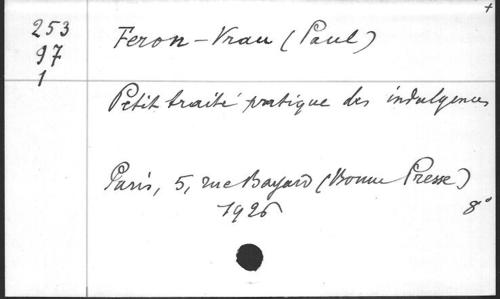 +
253
97
1
Feron-Vrau (Paul)
Petit traité pratique des indulgences
Paris, 5, rue Bayard (Bonne Presse)
1926
8°